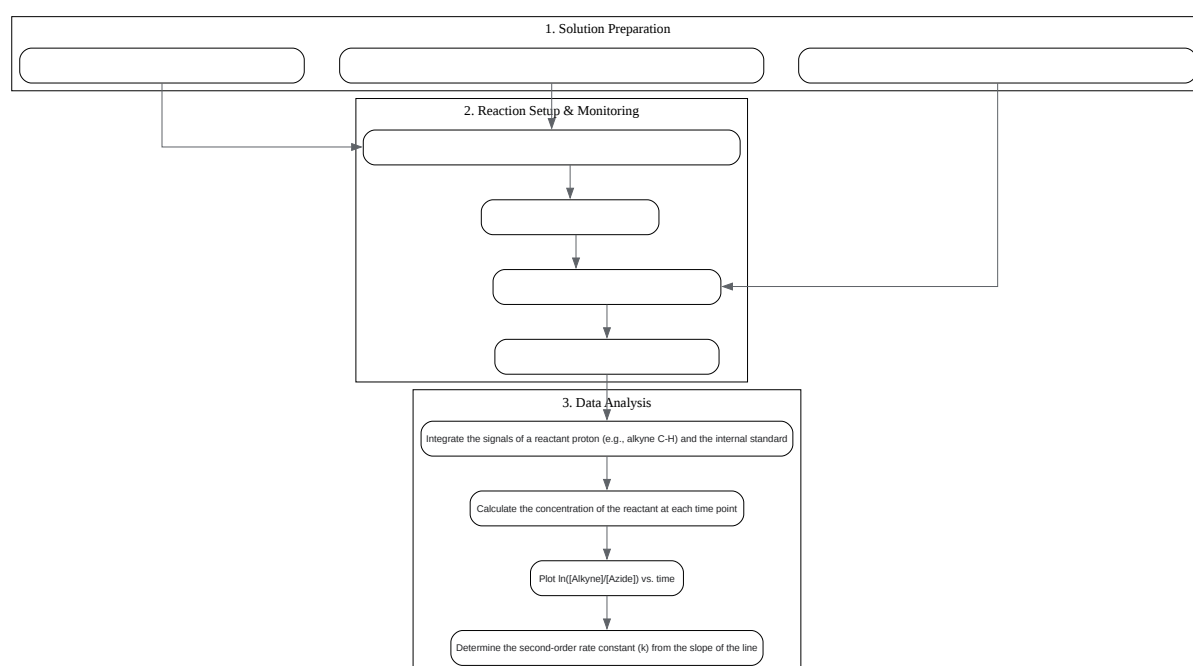 1. Solution Preparation
2. Reaction Setup & Monitoring
3. Data Analysis
Integrate the signals of a reactant proton (e.g., alkyne C-H) and the internal standard
Calculate the concentration of the reactant at each time point
Plot ln([Alkyne]/[Azide]) vs. time
Determine the second-order rate constant (k) from the slope of the line